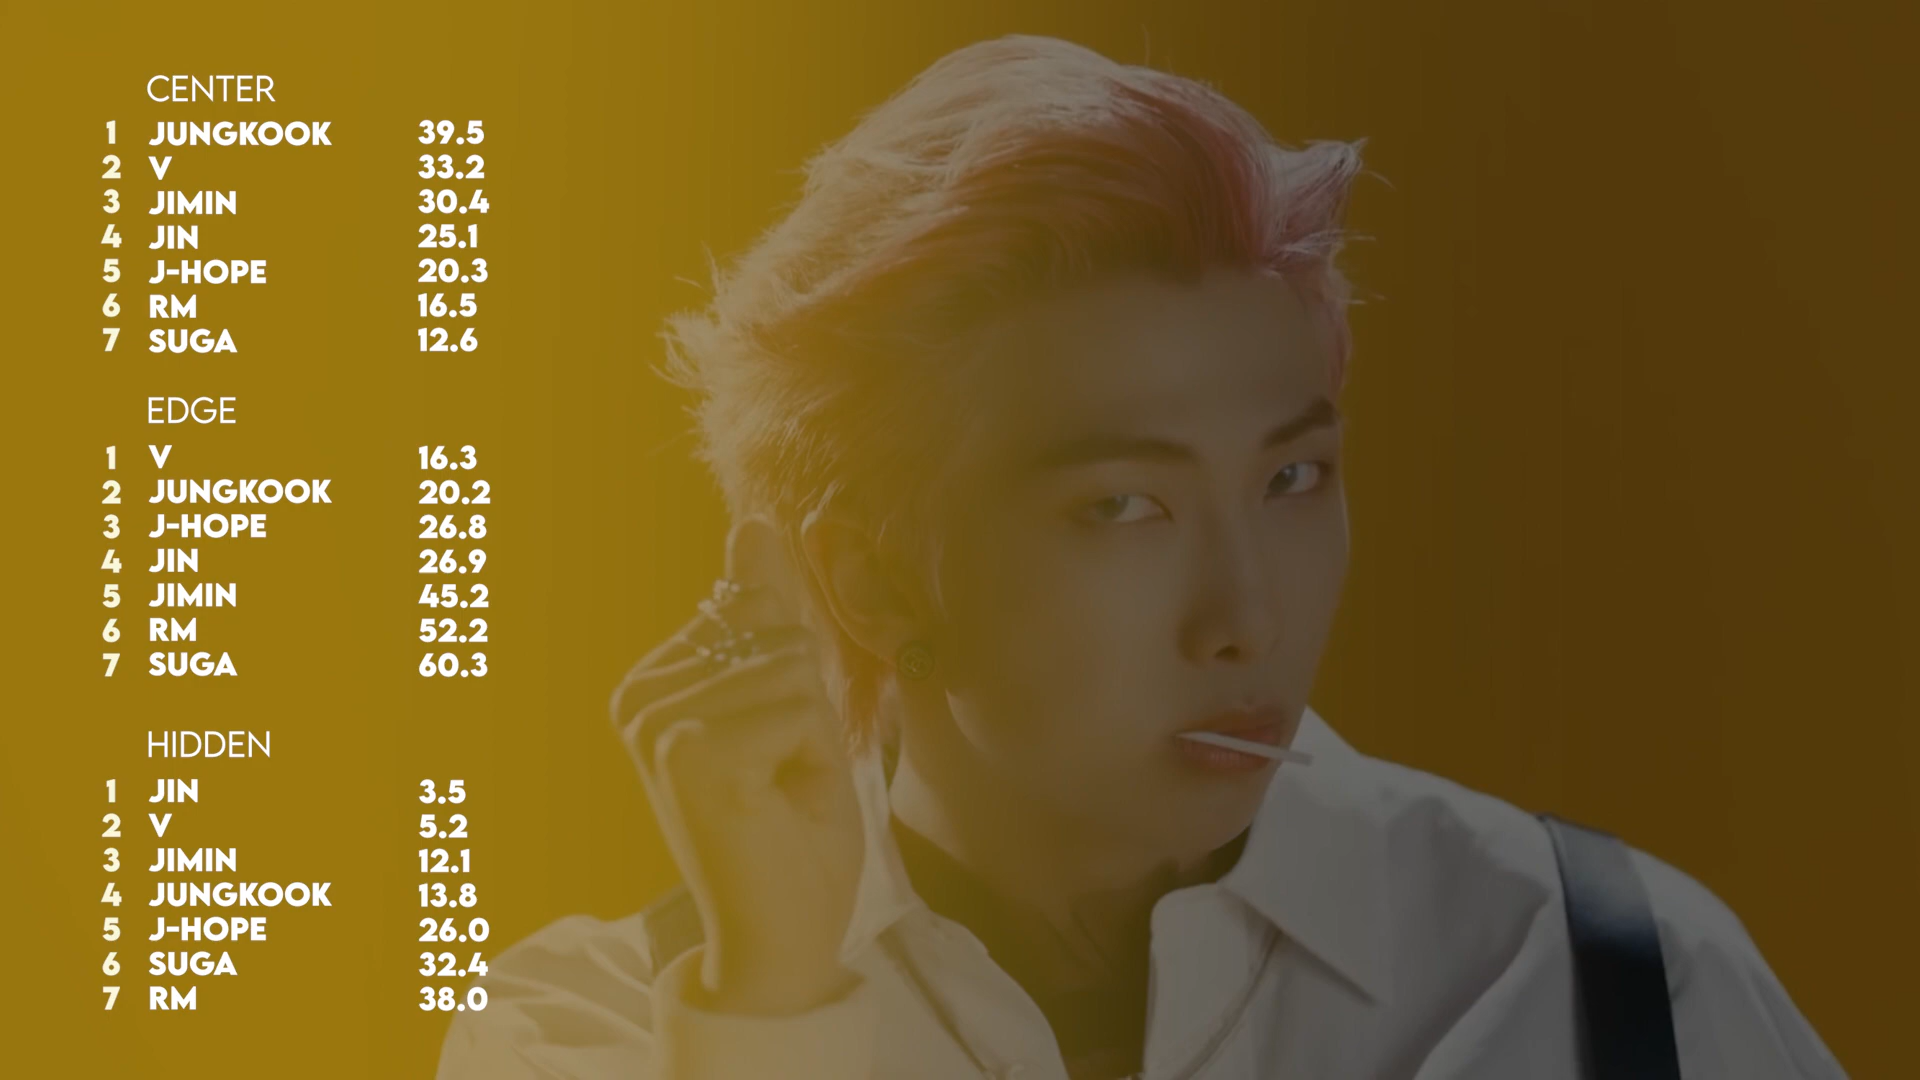 CENTER
1 JUNGKOOK 39.5
2 V 33.2
3 JIMIN 30.4
4 JIN 25.1
5 J-HOPE 20.3
6 RM 16.5
7 SUGA 12.6
EDGE
1 V 16.3
2 JUNGKOOK 20.2
3 J-HOPE 26.8
4 JIN 26.9
5 JIMIN 45.2
6 RM 52.2
7 SUGA 60.3
HIDDEN
1 JIN 3.5
2 V 5.2
3 JIMIN 12.1
4 JUNGKOOK 13.8
5 J-HOPE 26.0
6 SUGA 32.4
7 RM 38.0